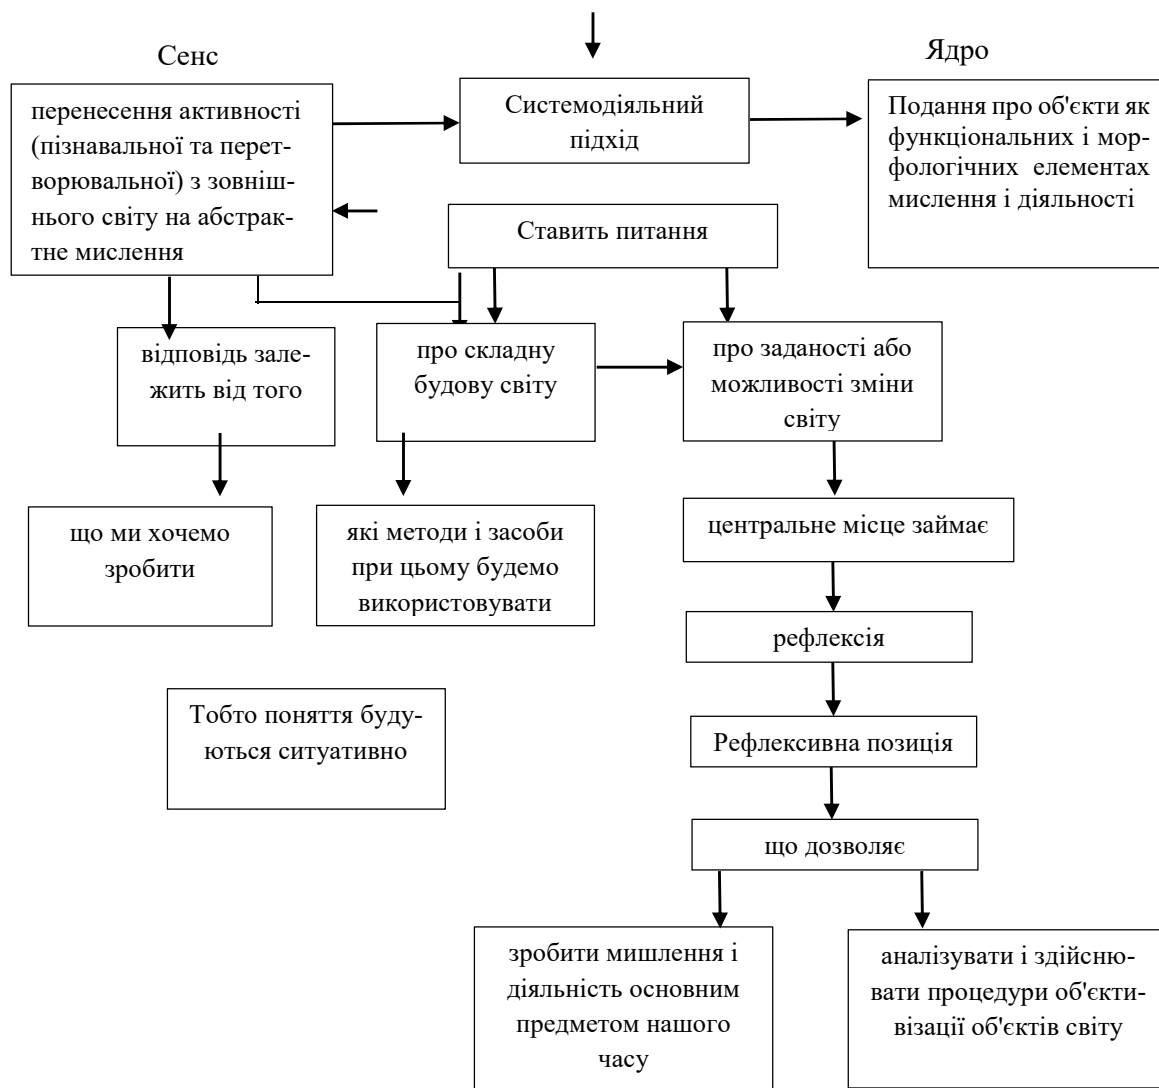 Сенс
Ядро
перенесення активності
(пізнавальної та перет-
ворювальної) з зовніш-
нього світу на абстрак-
тне мислення
Системодіяльний
підхід
Подання про об'єкти як
функціональних і мор-
фологічних елементах
мислення і діяльності
Ставить питання
відповідь зале-
жить від того
про складну
будову світу
про заданості або
можливості зміни
світу
що ми хочемо
зробити
які методи і засоби
при цьому будемо
використовувати
центральне місце займає
рефлексія
Тобто поняття буду-
ються ситуативно
Рефлексивна позиція
що дозволяє
зробити мишлення і
діяльність основним
предметом нашого
часу
аналізувати і здійсню-
вати процедури об'єкти-
візації об'єктів світу